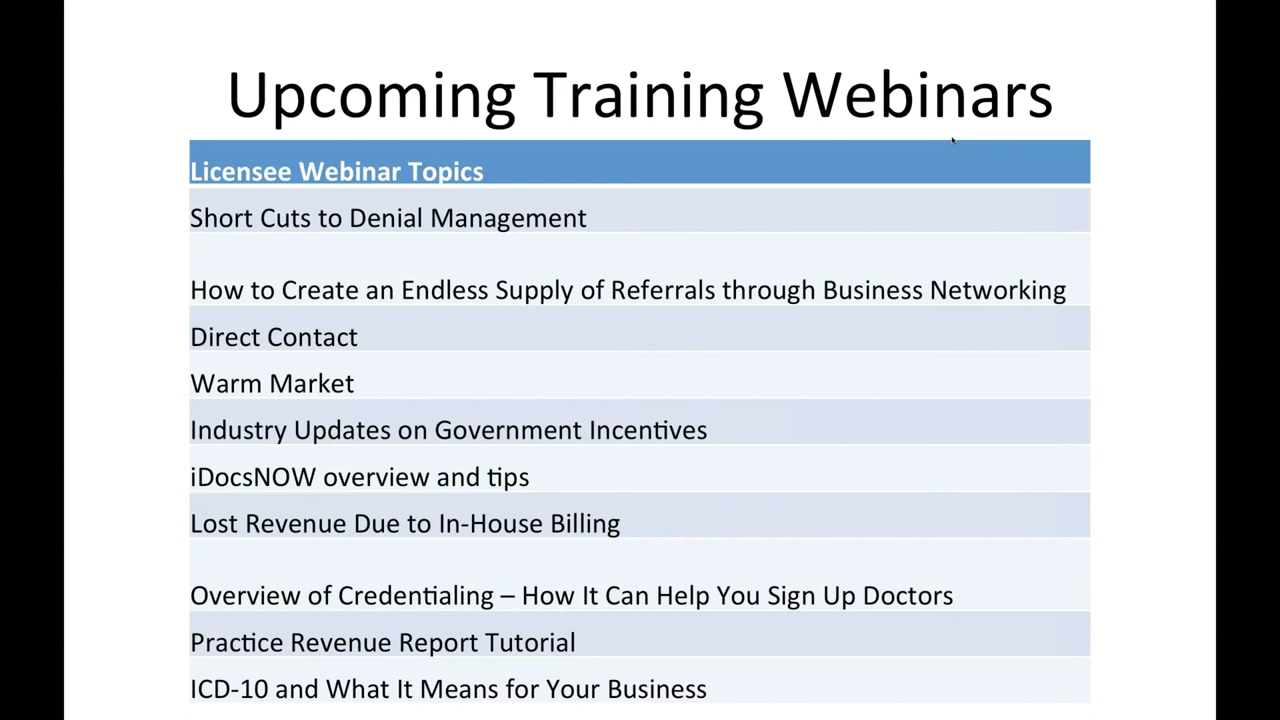 Upcoming Training Webinars
Licensee Webinar Topics
Short Cuts to Denial Management
How to Create an Endless Supply of Referrals through Business Networking
Direct Contact
Warm Market
Industry Updates on Government Incentives
iDocsNOW overview and tips
Lost Revenue Due to In-House Billing
Overview of Credentialing – How It Can Help You Sign Up Doctors
Practice Revenue Report Tutorial
ICD-10 and What It Means for Your Business